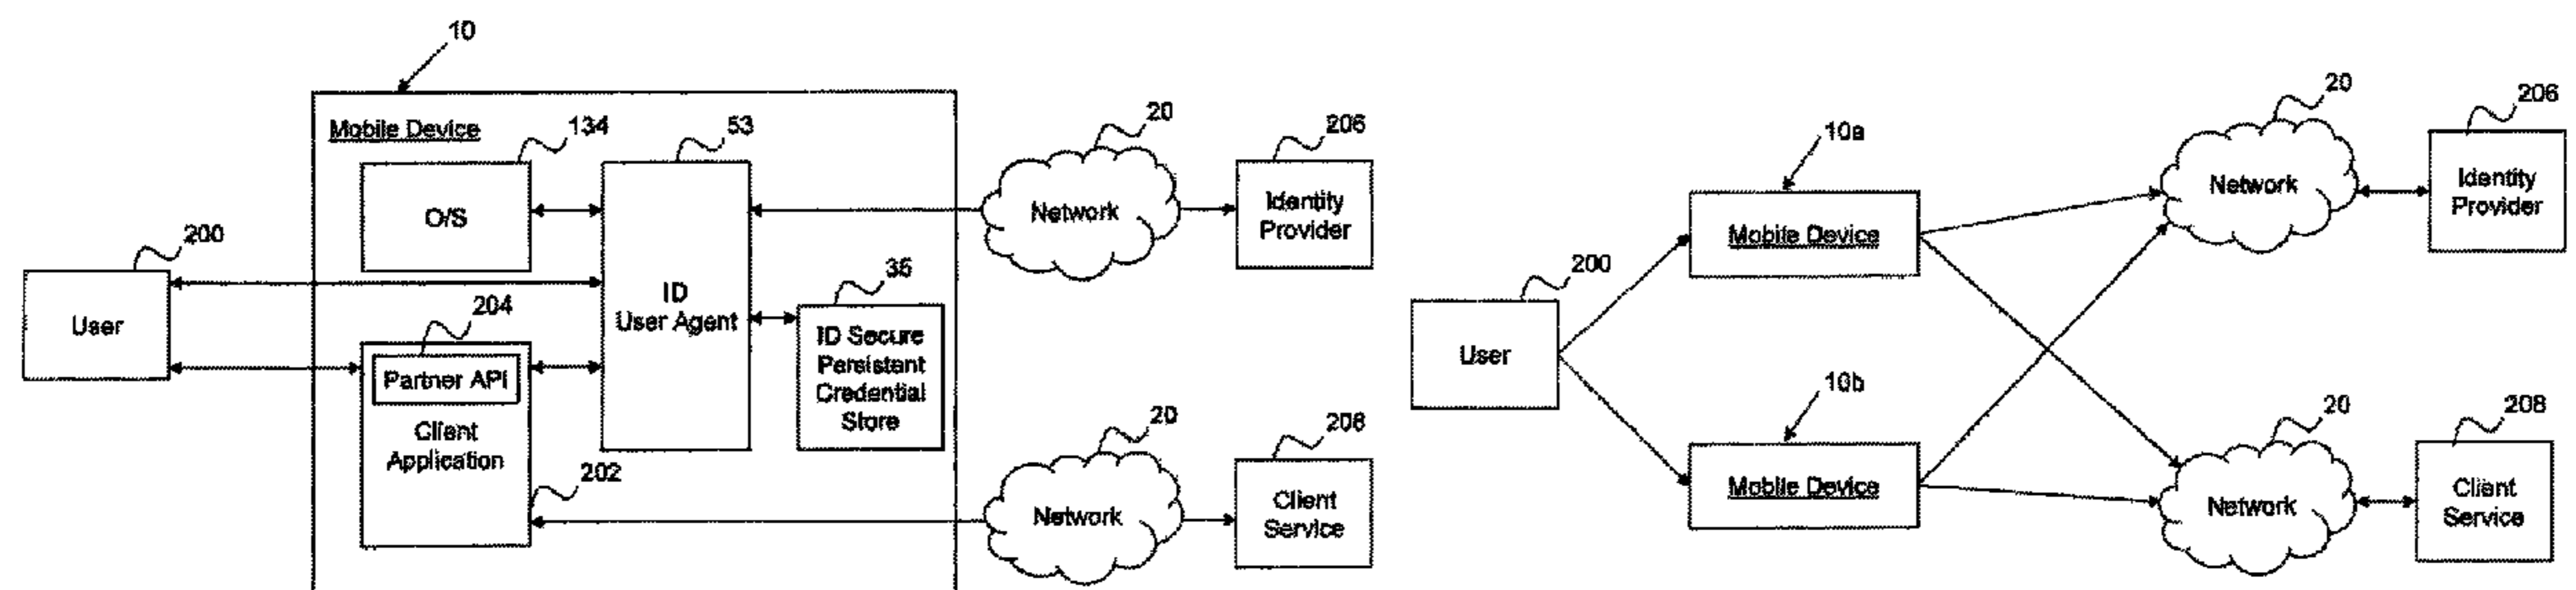 10
Mobile Device
134
53
20
206
O/S
Network
Identity
Provider
200
User
204
ID
User Agent
35
ID Secure
Persistent
Credential
Store
Partner API
Client
Application
202
20
208
Network
Client
Service
10a
20
206
Mobile Device
Network
Identity
Provider
200
User
10b
20
208
Mobile Device
Network
Client
Service